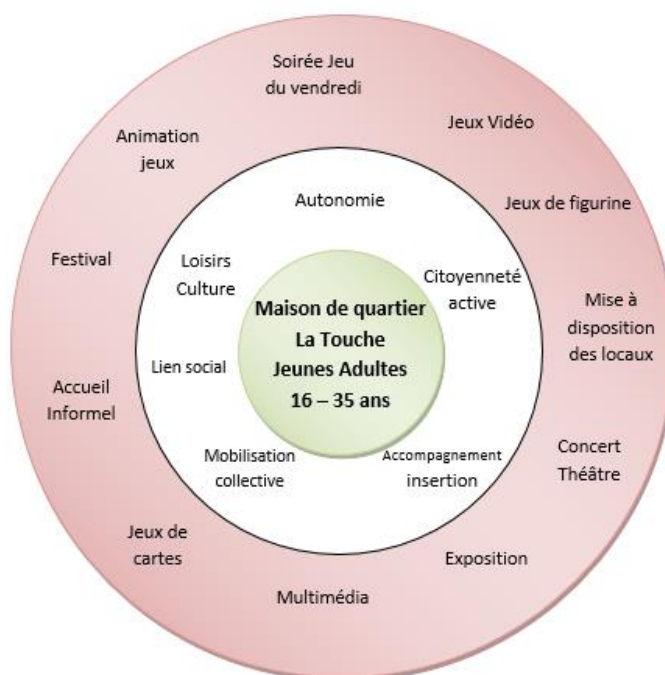 Soirée Jeu
du vendredi
Jeux Vidéo
Animation
jeux
Jeux de figurine
Autonomie
Festival
Loisirs
Culture
Citoyenneté
active
Maison de quartier
La Touche
Jeunes Adultes
16 – 35 ans
Mise à
disposition
des locaux
Lien social
Accueil
Informel
Mobilisation
collective
Accompagnement
insertion
Concert
Théâtre
Jeux de
cartes
Exposition
Multimédia